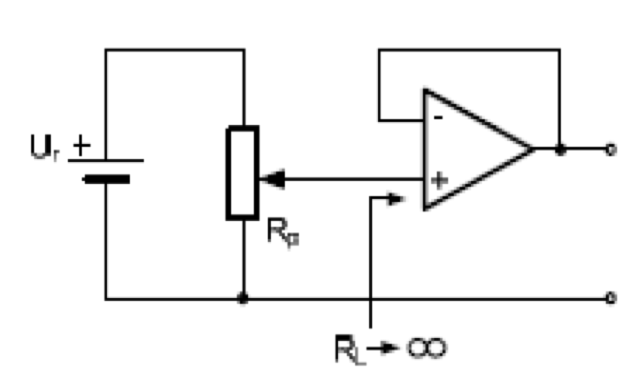 Ur +
-
+
Rp
RL→ ∞